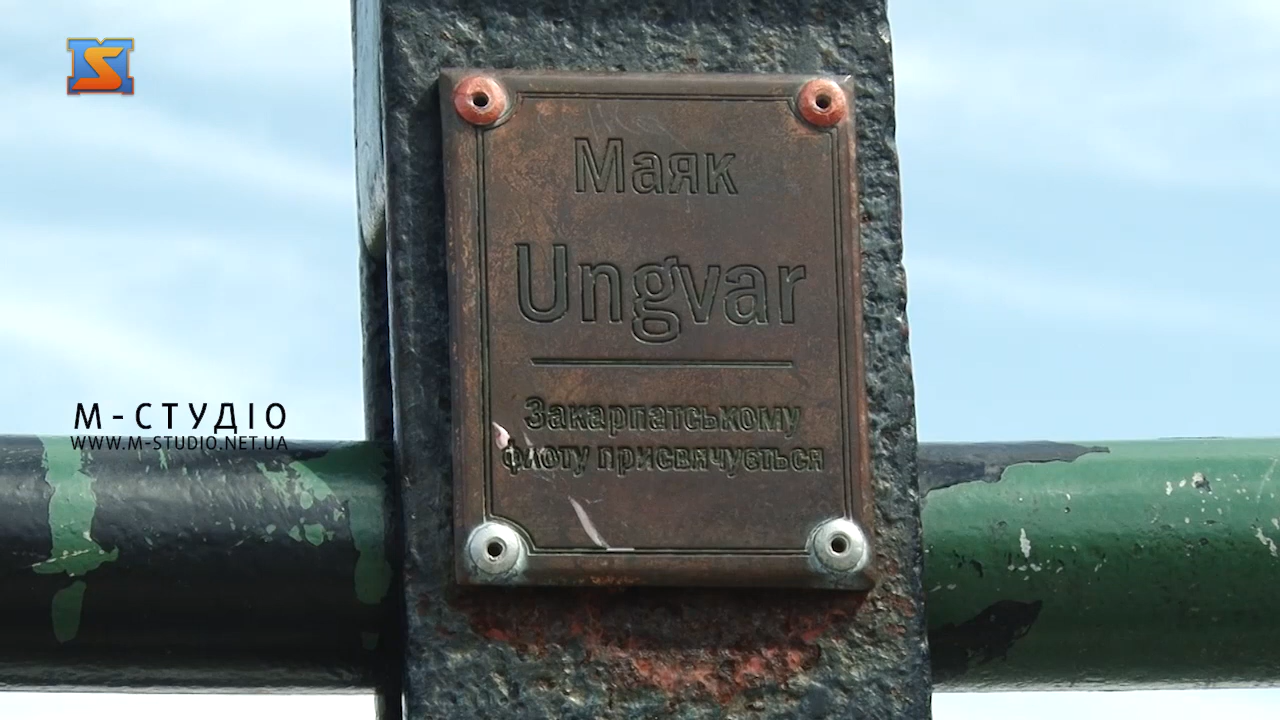 Маяк
Ungvar
Закарпатському
флоту присвячується
М-СТУДІО
WWW.M-STUDIO.NET.UA